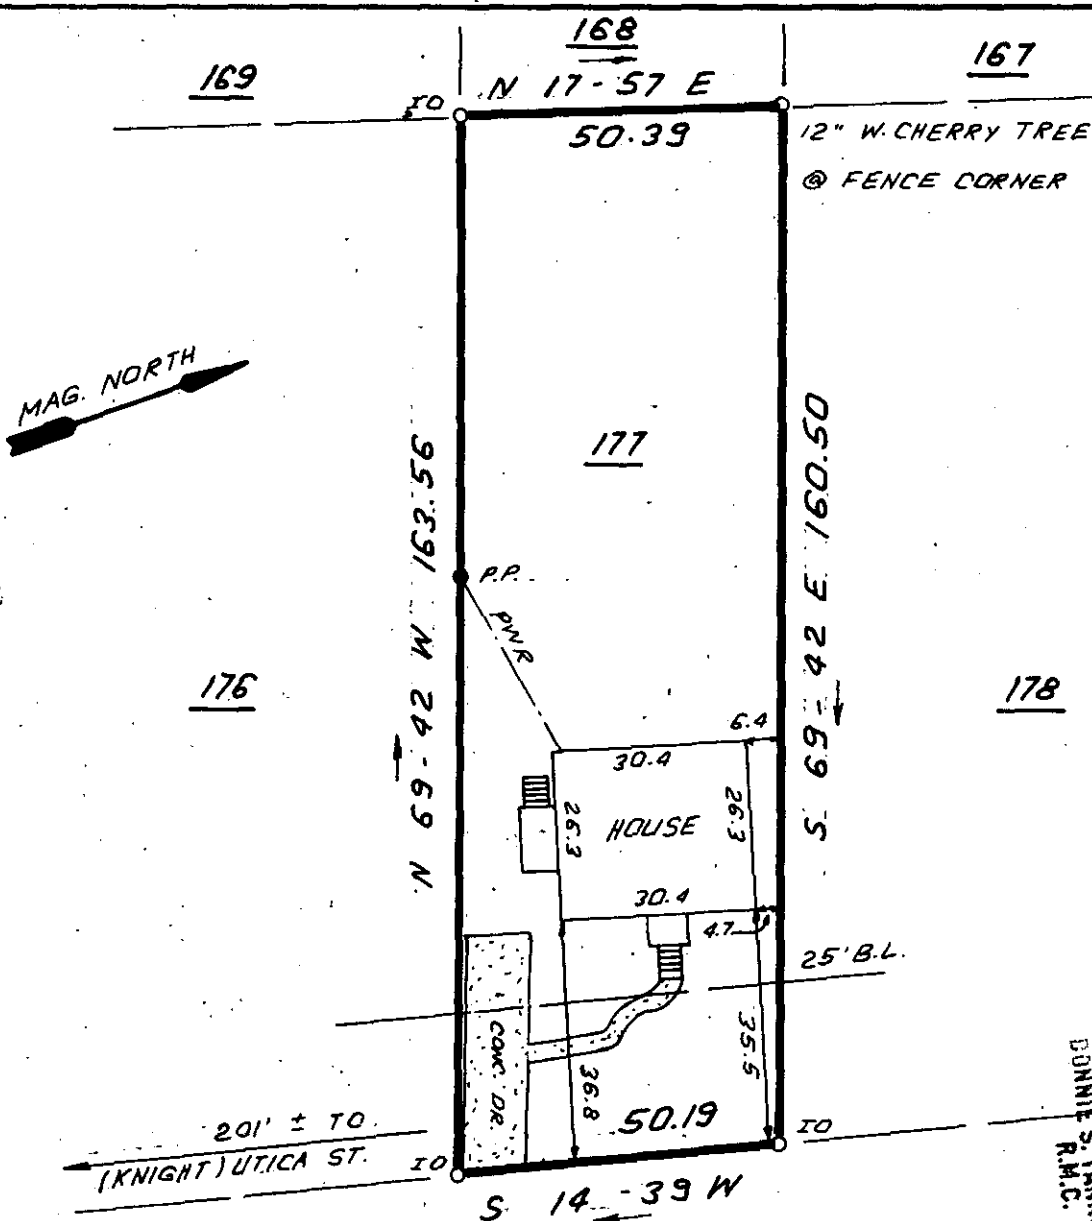 168
169
167
N 17-57 E
IO
50.39
12" W. CHERRY TREE
@ FENCE CORNER
MAG. NORTH
177
N 69-42 W 163.56
S 69-42 E 160.50
P.P.
PWR
176
178
6.4
30.4
26.3
HOUSE
26.3
30.4
4.7
25' B.L.
CONC. DR.
36.8
35.5
50.19
201' ± TO
(KNIGHT) UTICA ST.
IO
IO
S 14-39 W
DONNIE S.
R.M.C.